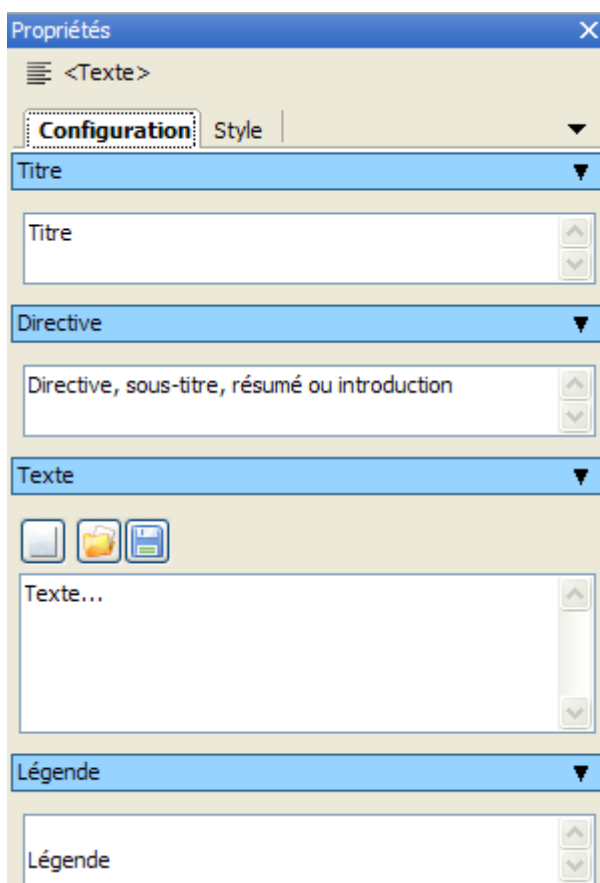 Propriétés
<Texte>
Configuration Style
Titre
Titre
Directive
Directive, sous-titre, résumé ou introduction
Texte
Texte...
Légende
Légende